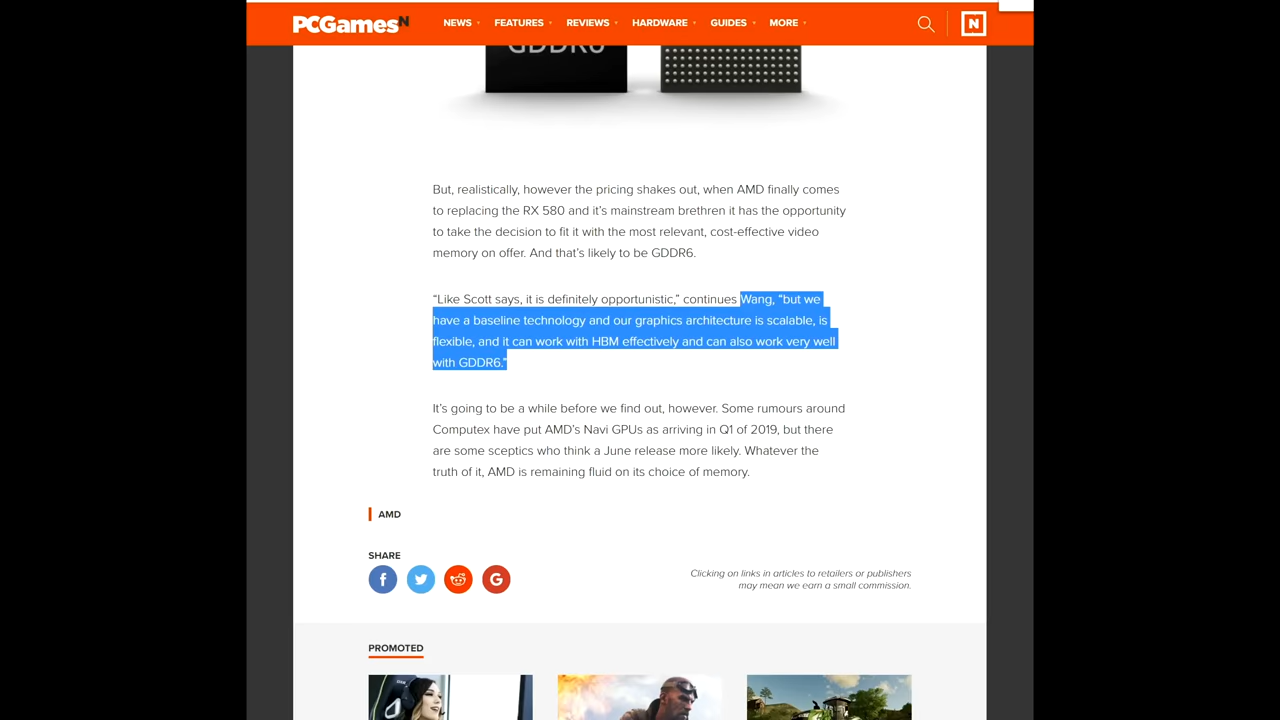 PCGamesN
NEWS FEATURES REVIEWS HARDWARE GUIDES MORE
N
GDDR6
But, realistically, however the pricing shakes out, when AMD finally comes
to replacing the RX 580 and it’s mainstream brethren it has the opportunity
to take the decision to fit it with the most relevant, cost-effective video
memory on offer. And that’s likely to be GDDR6.
“Like Scott says, it is definitely opportunistic,” continues Wang, “but we
have a baseline technology and our graphics architecture is scalable, is
flexible, and it can work with HBM effectively and can also work very well
with GDDR6.”
It’s going to be a while before we find out, however. Some rumours around
Computex have put AMD’s Navi GPUs as arriving in Q1 of 2019, but there
are some sceptics who think a June release more likely. Whatever the
truth of it, AMD is remaining fluid on its choice of memory.
AMD
SHARE
f G
Clicking on links in articles to retailers or publishers
may mean we earn a small commission.
PROMOTED